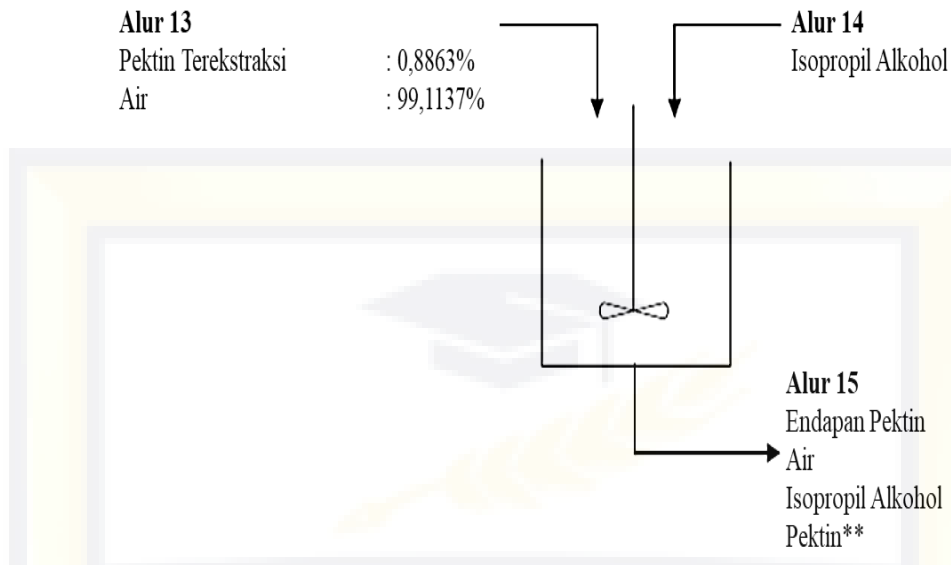 Alur 13
Pektin Terekstraksi : 0,8863%
Air : 99,1137%
Alur 14
Isopropil Alkohol
Alur 15
Endapan Pektin
Air
Isopropil Alkohol
Pektin**